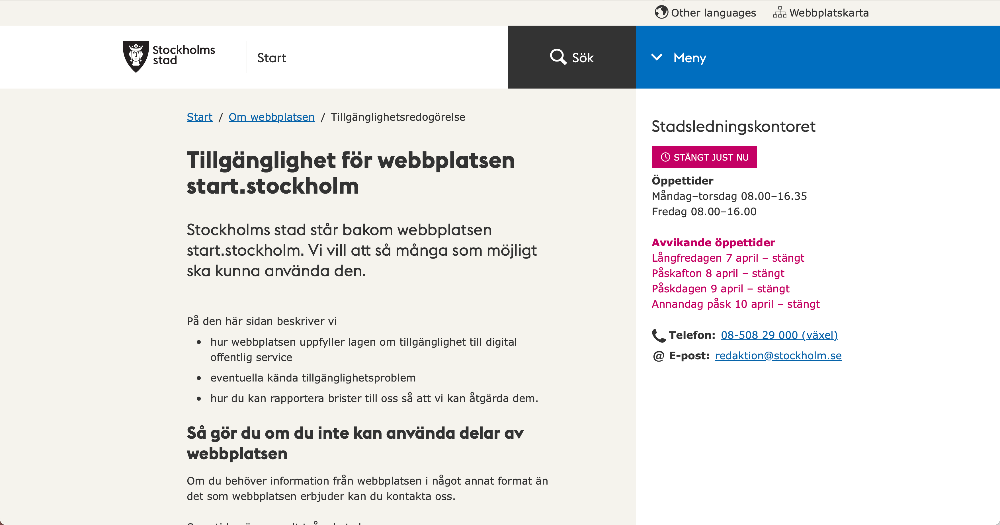 Other languages
Webbplatskarta
Stockholms
stad
Start
Sök
Meny
Start / Om webbplatsen / Tillgänglighetsredogörelse
Tillgänglighet för webbplatsen
start.stockholm
Stockholms stad står bakom webbplatsen
start.stockholm. Vi vill att så många som möjligt
ska kunna använda den.
På den här sidan beskriver vi
• hur webbplatsen uppfyller lagen om tillgänglighet till digital
offentlig service
• eventuella kända tillgänglighetsproblem
• hur du kan rapportera brister till oss så att vi kan åtgärda dem.
Så gör du om du inte kan använda delar av
webbplatsen
Om du behöver information från webbplatsen i något annat format än
det som webbplatsen erbjuder kan du kontakta oss.
Stadsledningskontoret
STÄNGT JUST NU
Öppettider
Måndag–torsdag 08.00–16.35
Fredag 08.00–16.00
Avvikande öppettider
Långfredagen 7 april – stängt
Påskafton 8 april – stängt
Påskdagen 9 april – stängt
Annandag påsk 10 april – stängt
Telefon: 08-508 29 000 (växel)
@ E-post: redaktion@stockholm.se